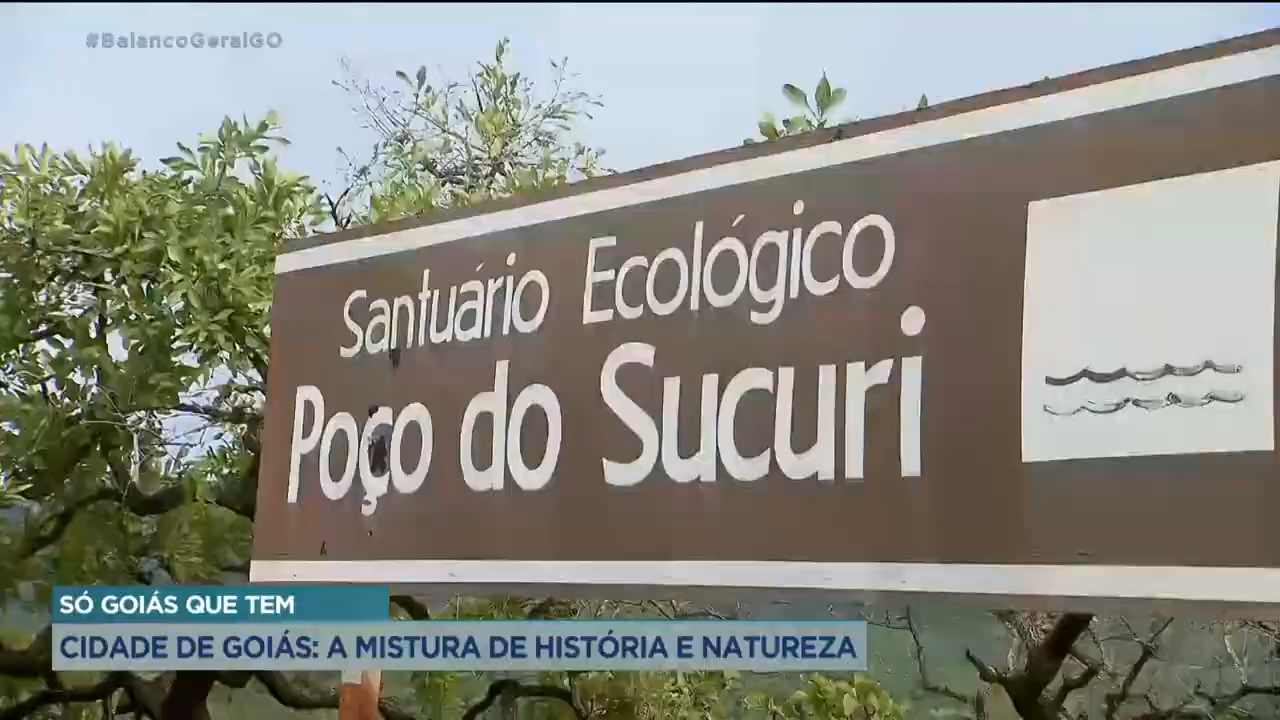 #BalancoGeralGO
Santuário Ecológico
Poço do Sucuri
SÓ GOIÁS QUE TEM
CIDADE DE GOIÁS: A MISTURA DE HISTÓRIA E NATUREZA